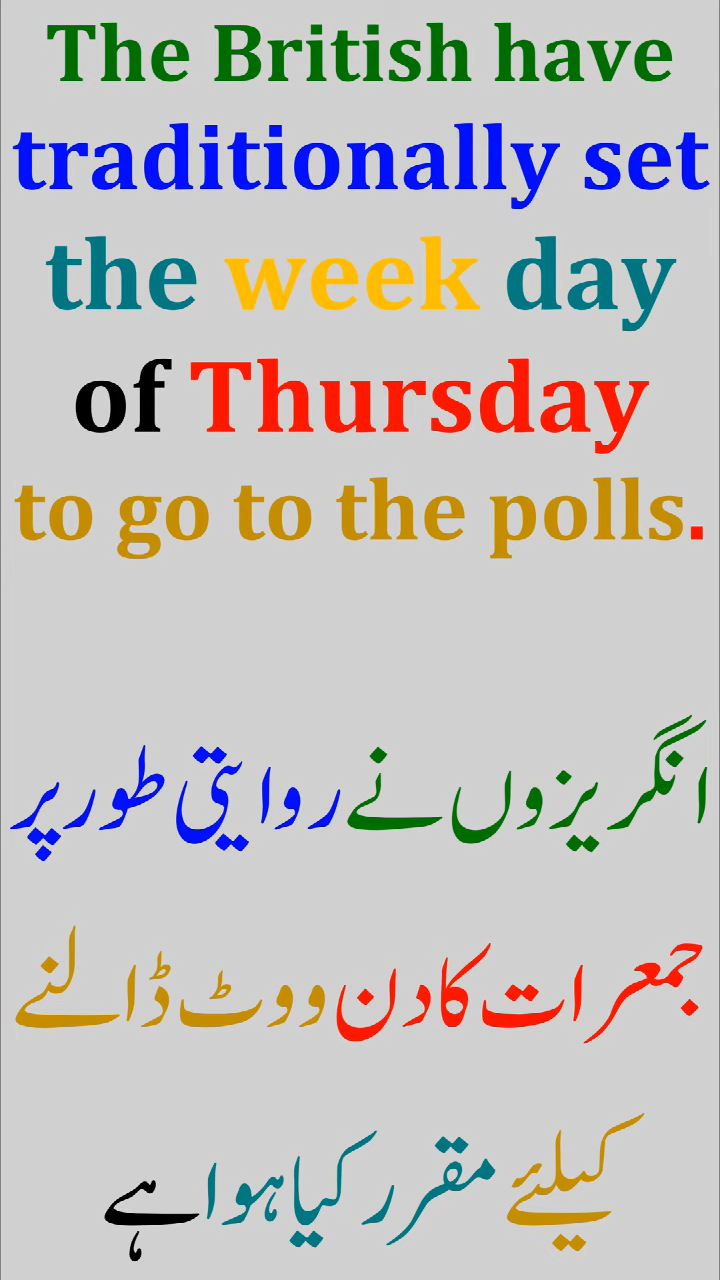 The British have
traditionally set
the week day
of Thursday
to go to the polls.
انگریزوں نے روایتی طور پر
جمعرات کا دن ووٹ ڈالنے
کیلئے مقرر کیا ہوا ہے